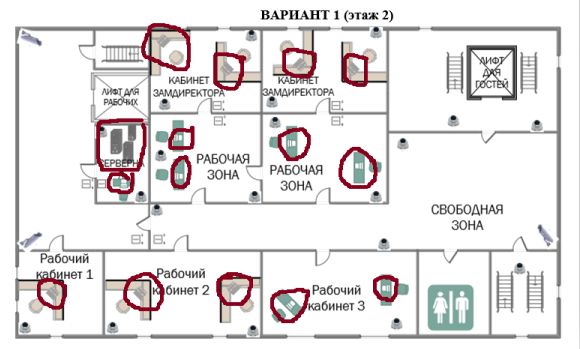 ВАРИАНТ 1 (этаж 2)
КАБИНЕТ
ЗАМДИРЕКТОРА
КАБИНЕТ
ЗАМДИРЕКТОРА
ЛИФТ
ДЛЯ
ГОСТЕЙ
ЛИФТ ДЛЯ
РАБОЧИХ
СЕРВЕРНА
РАБОЧАЯ
ЗОНА
РАБОЧАЯ
ЗОНА
СВОБОДНАЯ
ЗОНА
Рабочий
кабинет 1
Рабочий
кабинет 2
Рабочий
кабинет 3